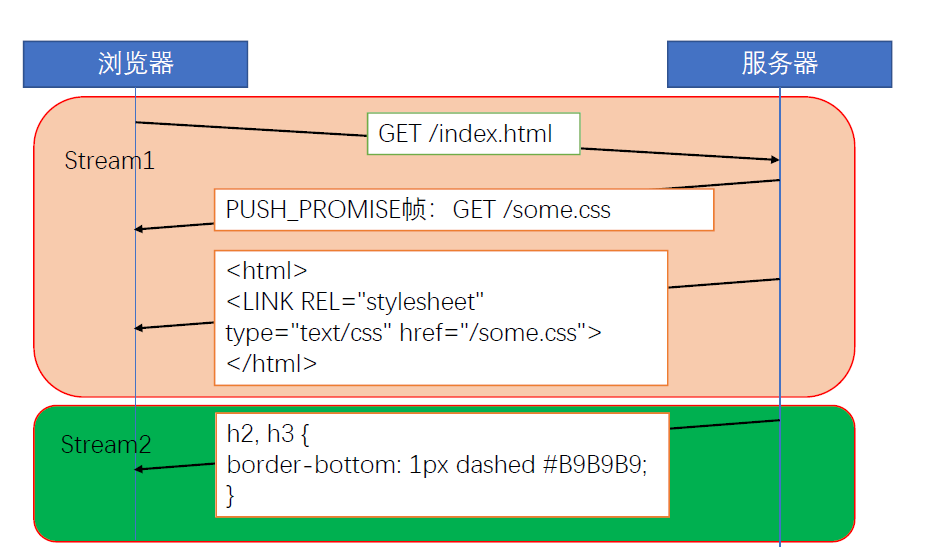 浏览器
服务器
GET /index.html
Stream1
PUSH_PROMISE帧：GET /some.css
<html>
<LINK REL="stylesheet"
type="text/css" href="/some.css">
</html>
Stream2
h2, h3 {
border-bottom: 1px dashed #B9B9B9;
}